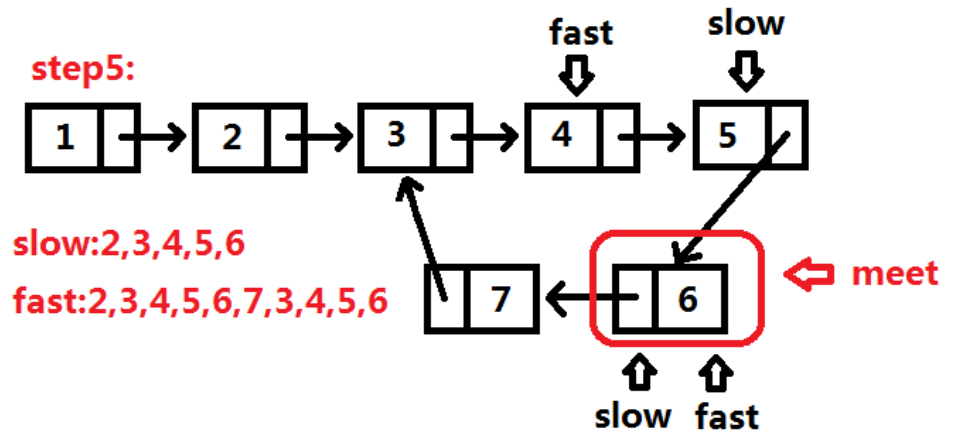 fast
slow
step5:
1
2
3
4
5
slow:2,3,4,5,6
fast:2,3,4,5,6,7,3,4,5,6
7
6
meet
slow
fast